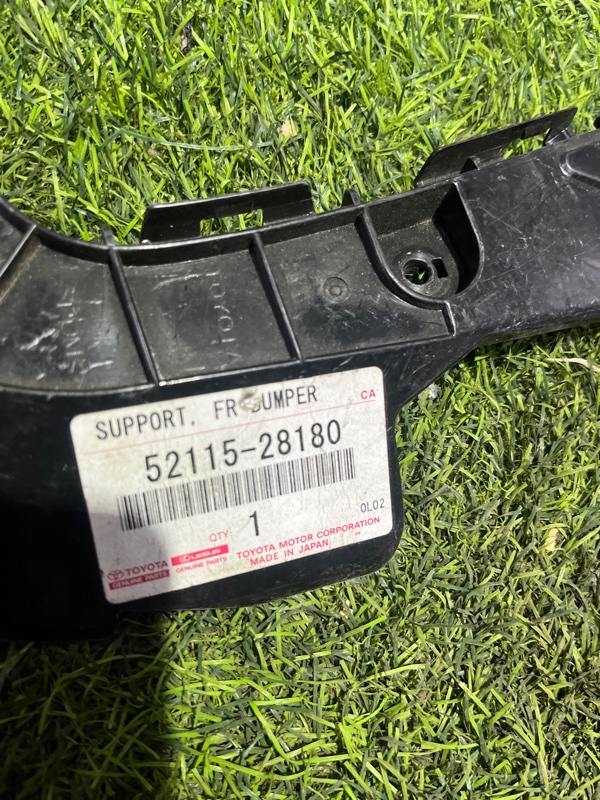 TOYOTA
SUPPORT, FR BUMPER
CA
52115-28180
QTY 1
0L02
TOYOTA
GENUINE PARTS
LEXUS
GENUINE PARTS
TOYOTA MOTOR CORPORATION
MADE IN JAPAN